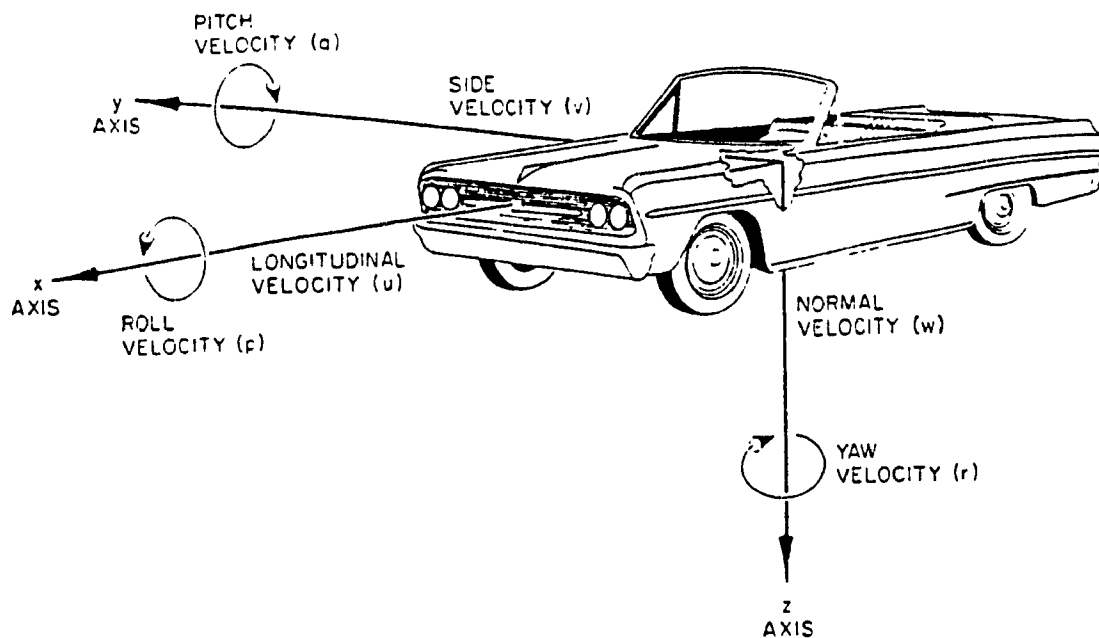 PITCH
VELOCITY (a)
SIDE
VELOCITY (v)
y
AXIS
LONGITUDINAL
VELOCITY (u)
x
AXIS
ROLL
VELOCITY (p)
NORMAL
VELOCITY (w)
YAW
VELOCITY (r)
z
AXIS